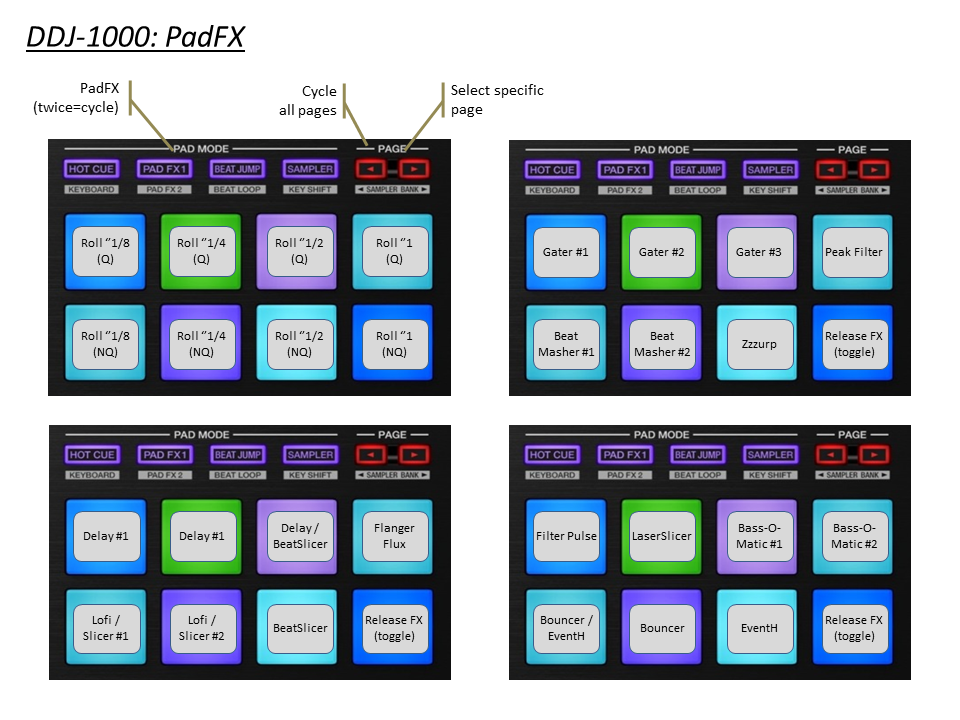 DDJ-1000: PadFX
PadFX
(twice=cycle)
Cycle
all pages
Select specific
page
PAD MODE
PAGE
HOT CUE
PAD FX1
BEAT JUMP
SAMPLER
◄
►
KEYBOARD
PAD FX 2
BEAT LOOP
KEY SHIFT
◄ SAMPLER BANK ►
Roll ”1/8
(Q)
Roll ”1/4
(Q)
Roll ”1/2
(Q)
Roll ”1
(Q)
Roll ”1/8
(NQ)
Roll ”1/4
(NQ)
Roll ”1/2
(NQ)
Roll ”1
(NQ)
PAD MODE
PAGE
HOT CUE
PAD FX1
BEAT JUMP
SAMPLER
◄
►
KEYBOARD
PAD FX 2
BEAT LOOP
KEY SHIFT
◄ SAMPLER BANK ►
Gater #1
Gater #2
Gater #3
Peak Filter
Beat
Masher #1
Beat
Masher #2
Zzzurp
Release FX
(toggle)
PAD MODE
PAGE
HOT CUE
PAD FX1
BEAT JUMP
SAMPLER
◄
►
KEYBOARD
PAD FX 2
BEAT LOOP
KEY SHIFT
◄ SAMPLER BANK ►
Delay #1
Delay #1
Delay /
BeatSlicer
Flanger
Flux
Lofi /
Slicer #1
Lofi /
Slicer #2
BeatSlicer
Release FX
(toggle)
PAD MODE
PAGE
HOT CUE
PAD FX1
BEAT JUMP
SAMPLER
◄
►
KEYBOARD
PAD FX 2
BEAT LOOP
KEY SHIFT
◄ SAMPLER BANK ►
Filter Pulse
LaserSlicer
Bass-O-
Matic #1
Bass-O-
Matic #2
Bouncer /
EventH
Bouncer
EventH
Release FX
(toggle)